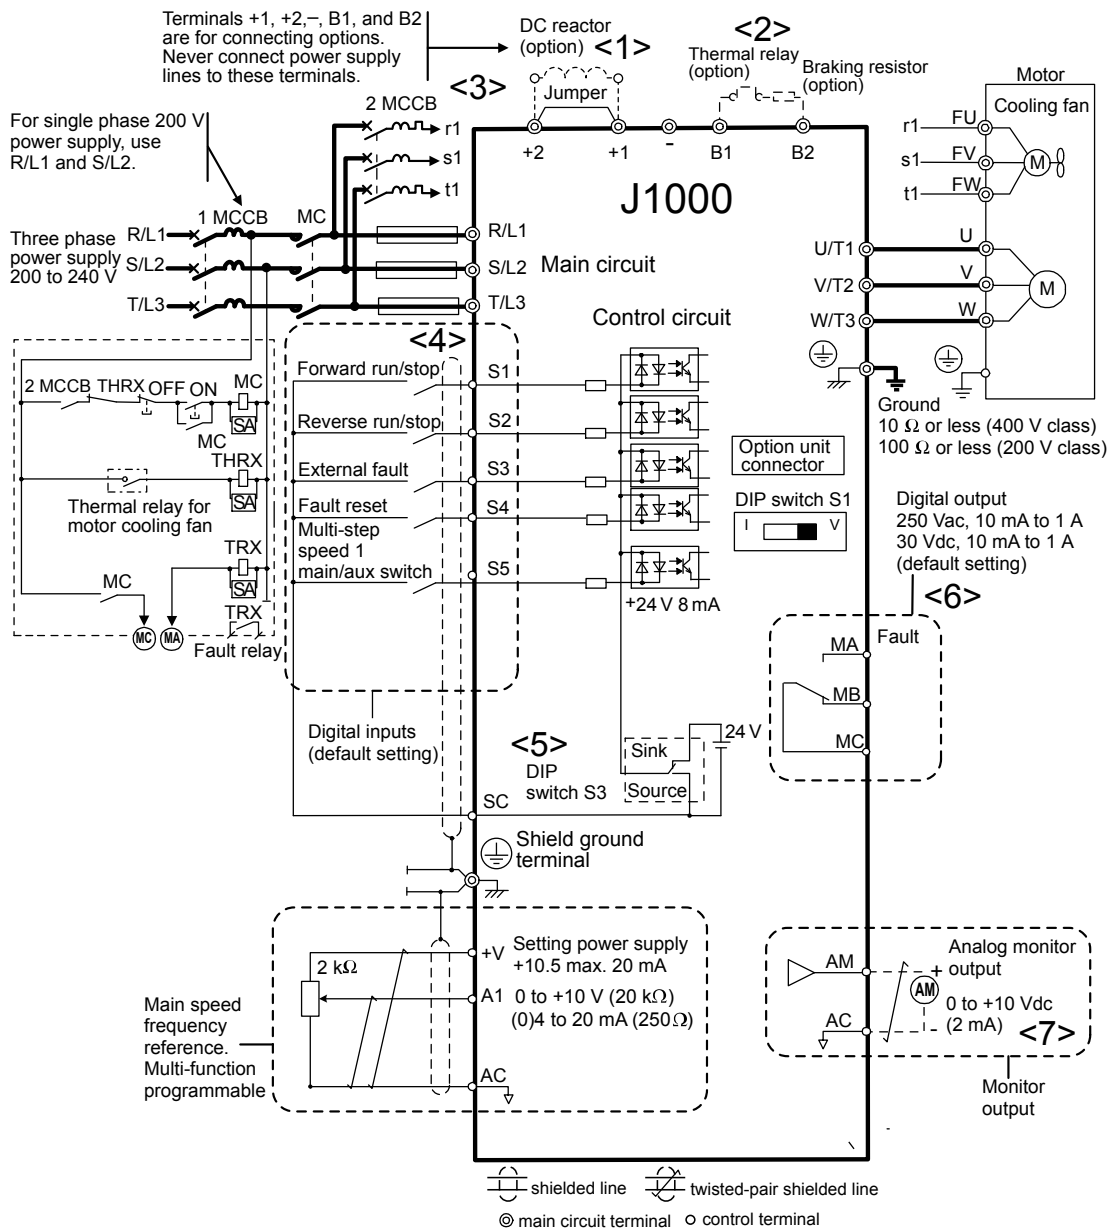 Terminals +1, +2,–, B1, and B2
are for connecting options.
Never connect power supply
lines to these terminals.
DC reactor
(option)
<1>
Jumper
<2>
Thermal relay
(option)
Braking resistor
(option)
<3>
2 MCCB
r1
s1
t1
+2
+1
-
B1
B2
Motor
Cooling fan
r1
FU
s1
FV
t1
FW
M
For single phase 200 V
power supply, use
R/L1 and S/L2.
1 MCCB
MC
Three phase
power supply
200 to 240 V
R/L1
S/L2
T/L3
R/L1
S/L2
T/L3
J1000
Main circuit
Control circuit
U/T1
V/T2
W/T3
U
V
W
M
Ground
10 Ω or less (400 V class)
100 Ω or less (200 V class)
2 MCCB
THRX
OFF
ON
MC
SA
MC
THRX
SA
Thermal relay for
motor cooling fan
TRX
SA
MC
TRX
MC
MA
Fault relay
<4>
Forward run/stop
S1
Reverse run/stop
S2
External fault
S3
Fault reset
S4
Multi-step
speed 1
main/aux switch
S5
+24 V 8 mA
Option unit
connector
DIP switch S1
I
V
Digital output
250 Vac, 10 mA to 1 A
30 Vdc, 10 mA to 1 A
(default setting)
<6>
Fault
MA
MB
MC
Digital inputs
(default setting)
<5>
DIP
switch S3
Sink
Source
24 V
SC
Shield ground
terminal
Main speed
frequency
reference.
Multi-function
programmable
2 kΩ
+V
Setting power supply
+10.5 max. 20 mA
A1
0 to +10 V (20 kΩ)
(0)4 to 20 mA (250Ω)
AC
AM
AC
+
AM
-
Analog monitor
output
0 to +10 Vdc
(2 mA)
<7>
Monitor
output
shielded line
twisted-pair shielded line
main circuit terminal
control terminal